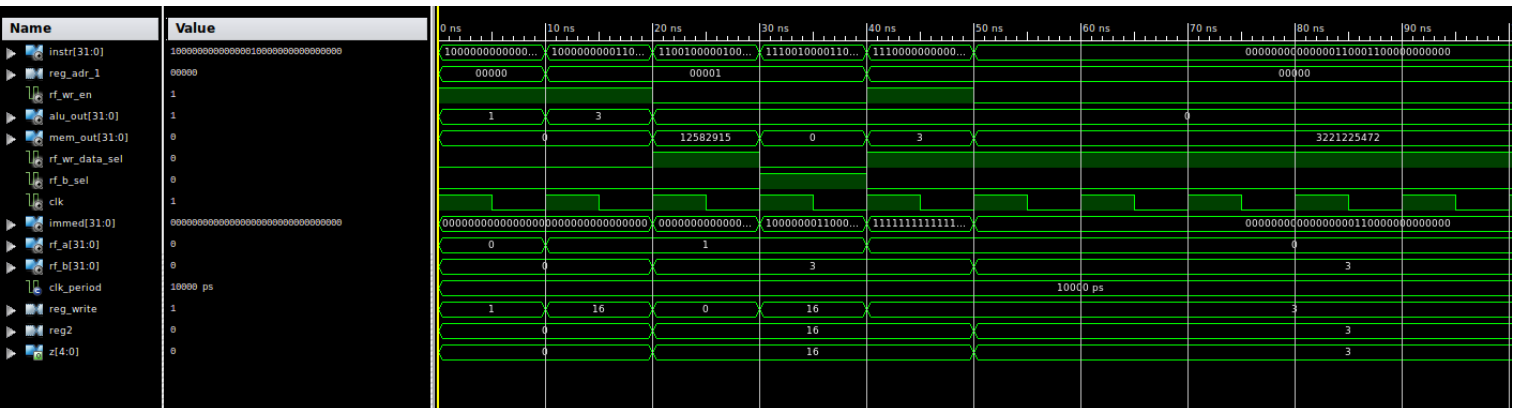 Name Value 0 ns 10 ns 20 ns 30 ns 40 ns 50 ns 60 ns 70 ns 80 ns 90 ns
instr[31:0] 10000000000000010000000000000000 1000000000000... 1000000000110... 1100100000100... 1110010000110... 1110000000000... 00000000000000110001100000000000
reg_adr_1 00000 00000 00001 00000
rf_wr_en 1
alu_out[31:0] 1 1 3 0
mem_out[31:0] 0 0 12582915 0 3 3221225472
rf_wr_data_sel 0
rf_b_sel 0
clk 1
immed[31:0] 00000000000000000000000000000000 00000000000000000000000000000000 0000000000000... 1000000011000... 1111111111111... 00000000000000000110000000000000
rf_a[31:0] 0 0 1 0
rf_b[31:0] 0 0 3 3
clk_period 10000 ps 10000 ps
reg_write 1 1 16 0 16 3
reg2 0 0 16 3
z[4:0] 0 0 16 3